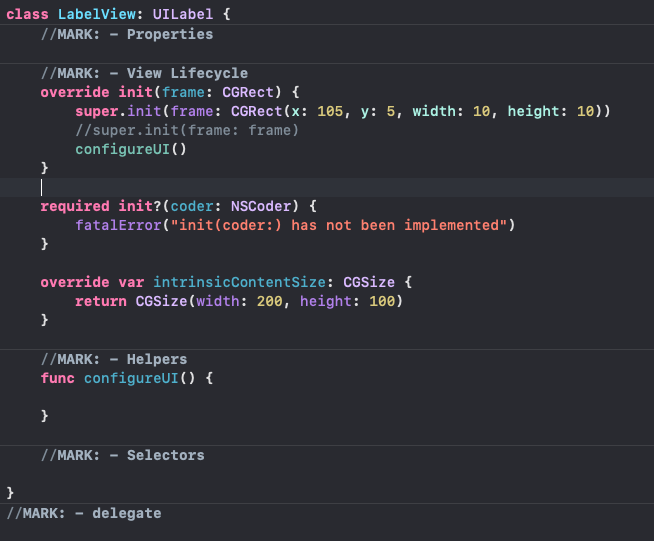 class LabelView: UILabel {
//MARK: - Properties
//MARK: - View Lifecycle
override init(frame: CGRect) {
super.init(frame: CGRect(x: 105, y: 5, width: 10, height: 10))
//super.init(frame: frame)
configureUI()
}
required init?(coder: NSCoder) {
fatalError("init(coder:) has not been implemented")
}
override var intrinsicContentSize: CGSize {
return CGSize(width: 200, height: 100)
}
//MARK: - Helpers
func configureUI() {
}
//MARK: - Selectors
}
//MARK: - delegate